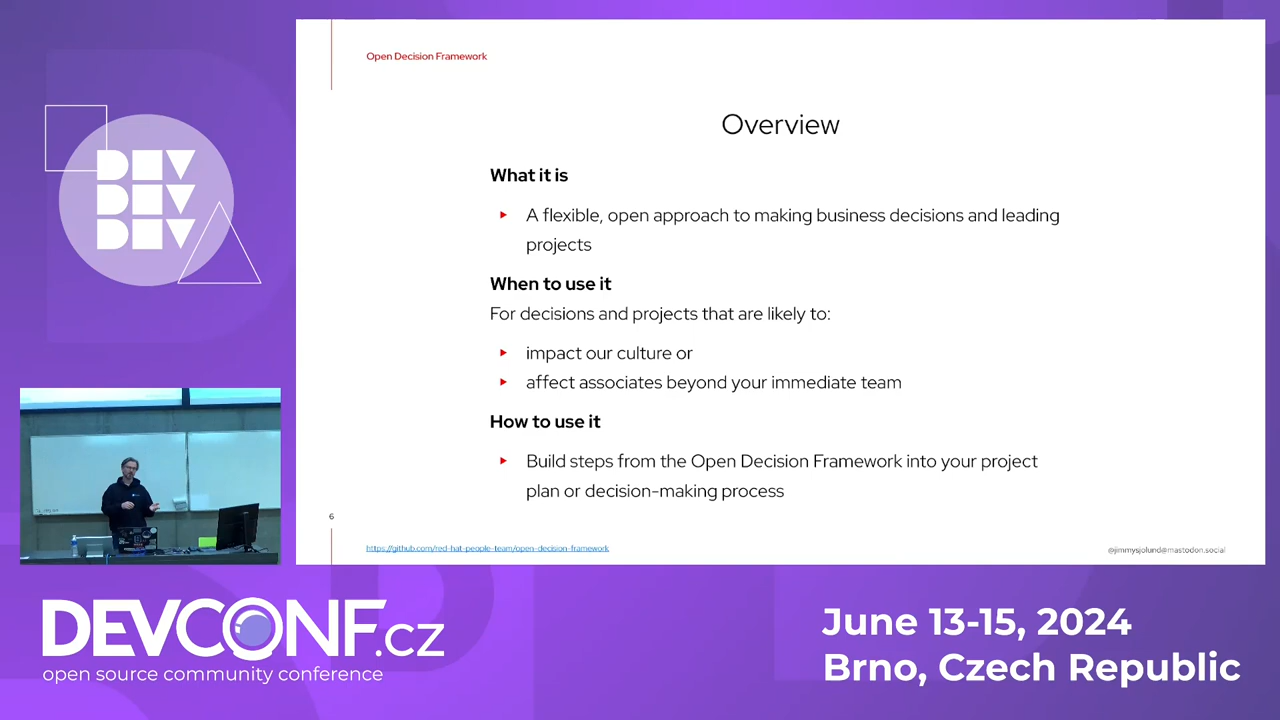 Open Decision Framework
Overview
What it is
A flexible, open approach to making business decisions and leading
projects
When to use it
For decisions and projects that are likely to:
impact our culture or
affect associates beyond your immediate team
How to use it
Build steps from the Open Decision Framework into your project
plan or decision-making process
6
https://github.com/red-hat-people-team/open-decision-framework
@jimmysjolund@mastodon.social
DEV
DEV
DEV
DEVCONF.cz
open source community conference
June 13-15, 2024
Brno, Czech Republic